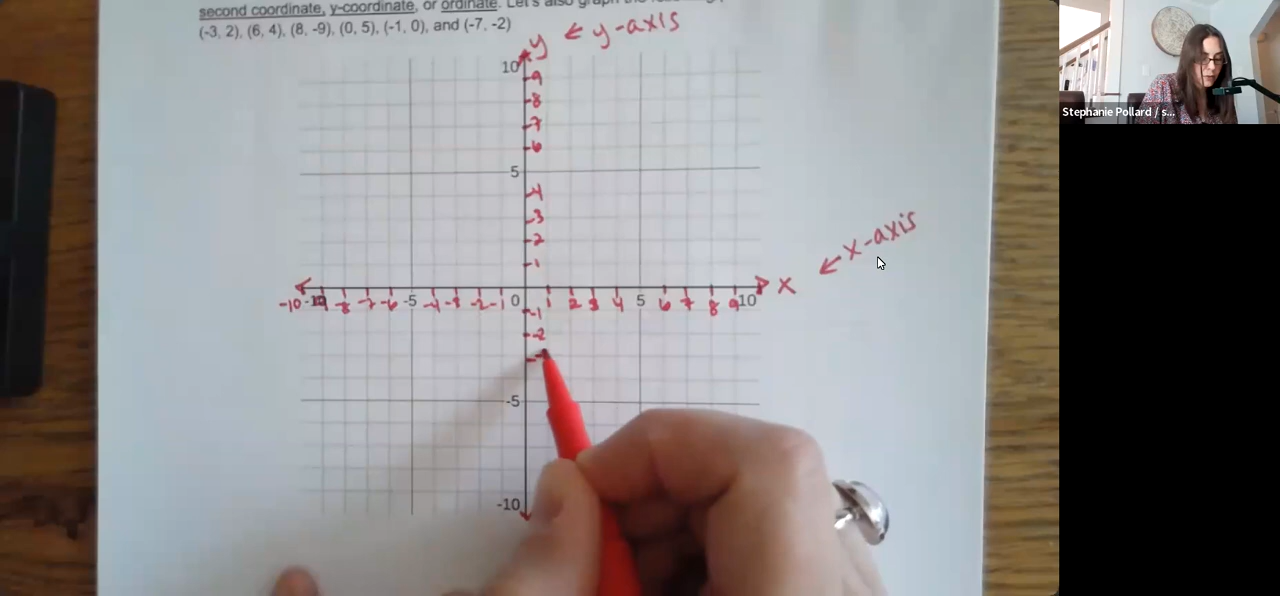 second coordinate, y-coordinate, or ordinate. Let's also graph the
(-3, 2), (6, 4), (8, -9), (0, 5), (-1, 0), and (-7, -2)
y ← y-axis
10
9
8
7
6
5
4
3
2
1
← x-axis
x
-10 -9 -8 -7 -6 -5 -4 -3 -2 -1 0 1 2 3 4 5 6 7 8 9 10
-1
-2
-5
-10
Stephanie Pollard / s...